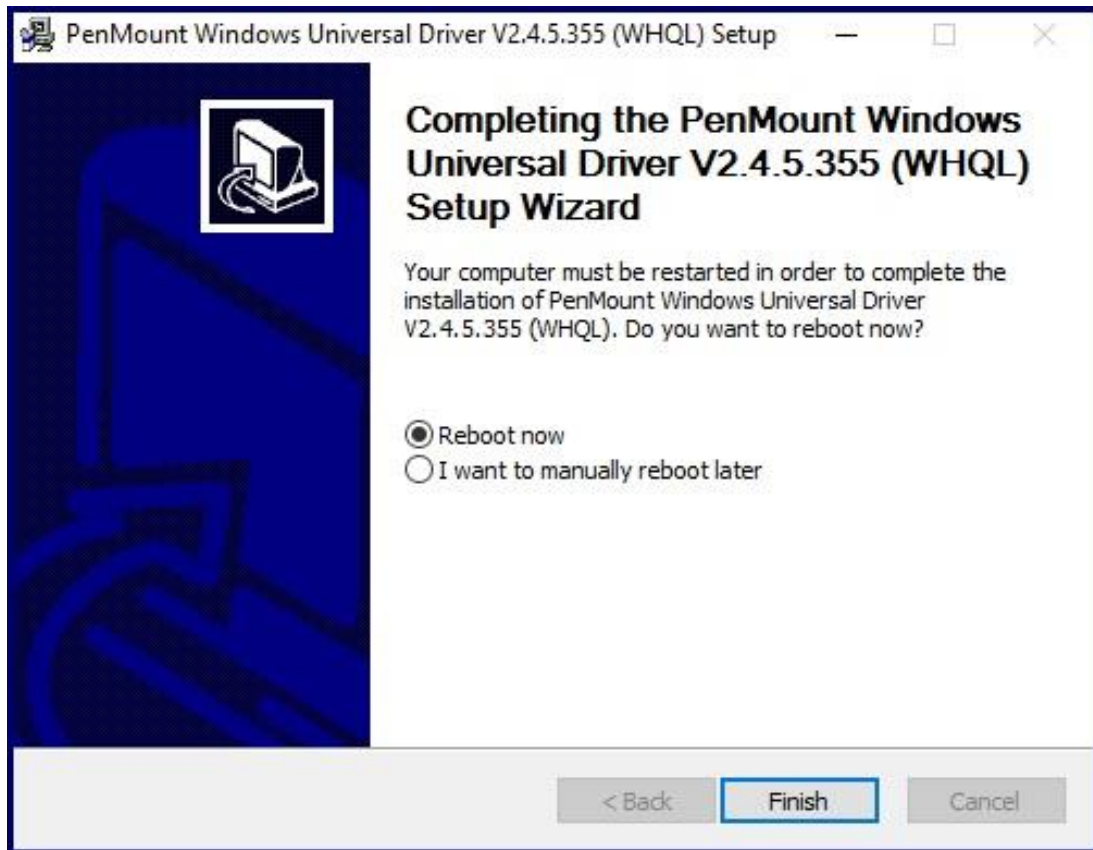 PenMount Windows Universal Driver V2.4.5.355 (WHQL) Setup
Completing the PenMount Windows
Universal Driver V2.4.5.355 (WHQL)
Setup Wizard
Your computer must be restarted in order to complete the
installation of PenMount Windows Universal Driver
V2.4.5.355 (WHQL). Do you want to reboot now?
Reboot now
I want to manually reboot later
< Back
Finish
Cancel